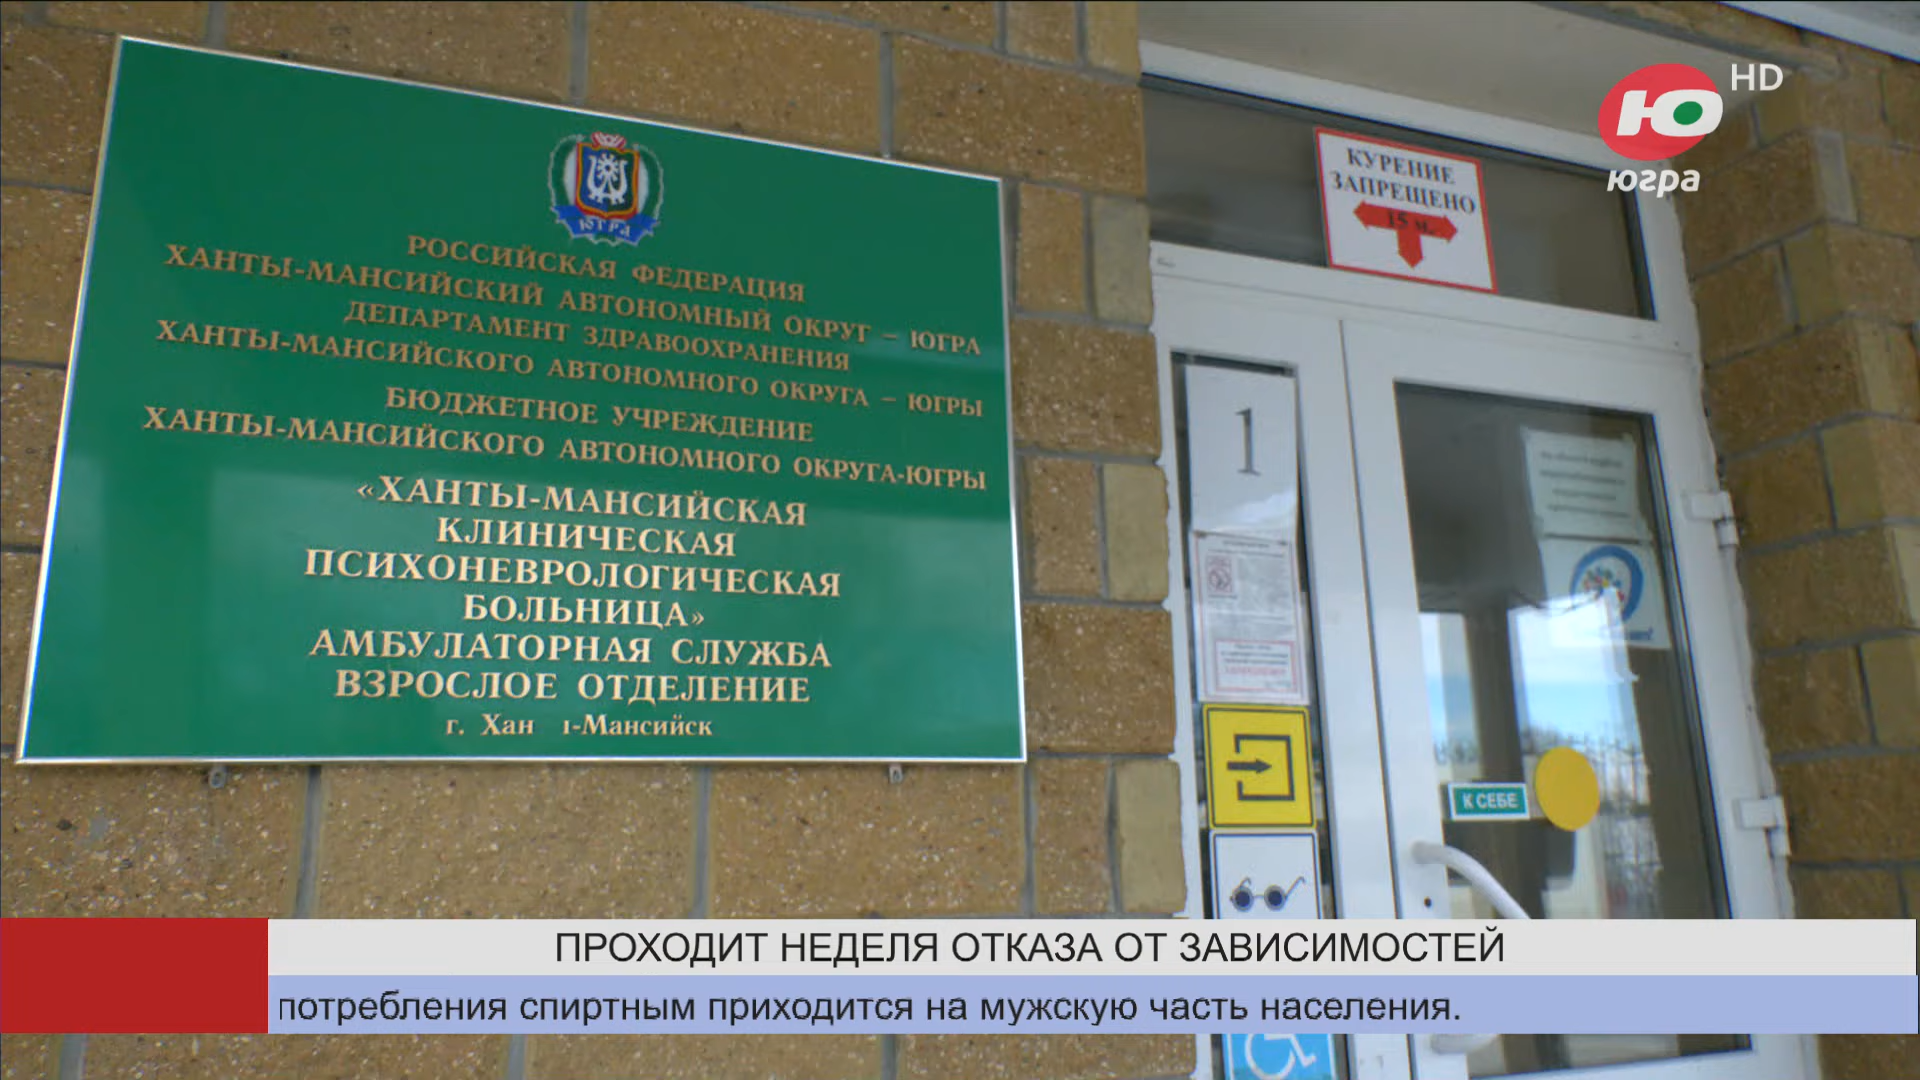 HD
Ю
югра
ЮГРА
РОССИЙСКАЯ ФЕДЕРАЦИЯ
ХАНТЫ-МАНСИЙСКИЙ АВТОНОМНЫЙ ОКРУГ – ЮГРА
ДЕПАРТАМЕНТ ЗДРАВООХРАНЕНИЯ
ХАНТЫ-МАНСИЙСКОГО АВТОНОМНОГО ОКРУГА – ЮГРЫ
БЮДЖЕТНОЕ УЧРЕЖДЕНИЕ
ХАНТЫ-МАНСИЙСКОГО АВТОНОМНОГО ОКРУГА-ЮГРЫ
«ХАНТЫ-МАНСИЙСКАЯ
КЛИНИЧЕСКАЯ
ПСИХОНЕВРОЛОГИЧЕСКАЯ
БОЛЬНИЦА»
АМБУЛАТОРНАЯ СЛУЖБА
ВЗРОСЛОЕ ОТДЕЛЕНИЕ
г. Хан ı-Мансийск
КУРЕНИЕ
ЗАПРЕЩЕНО
15 м.
1
К СЕБЕ
ПРОХОДИТ НЕДЕЛЯ ОТКАЗА ОТ ЗАВИСИМОСТЕЙ
потребления спиртным приходится на мужскую часть населения.